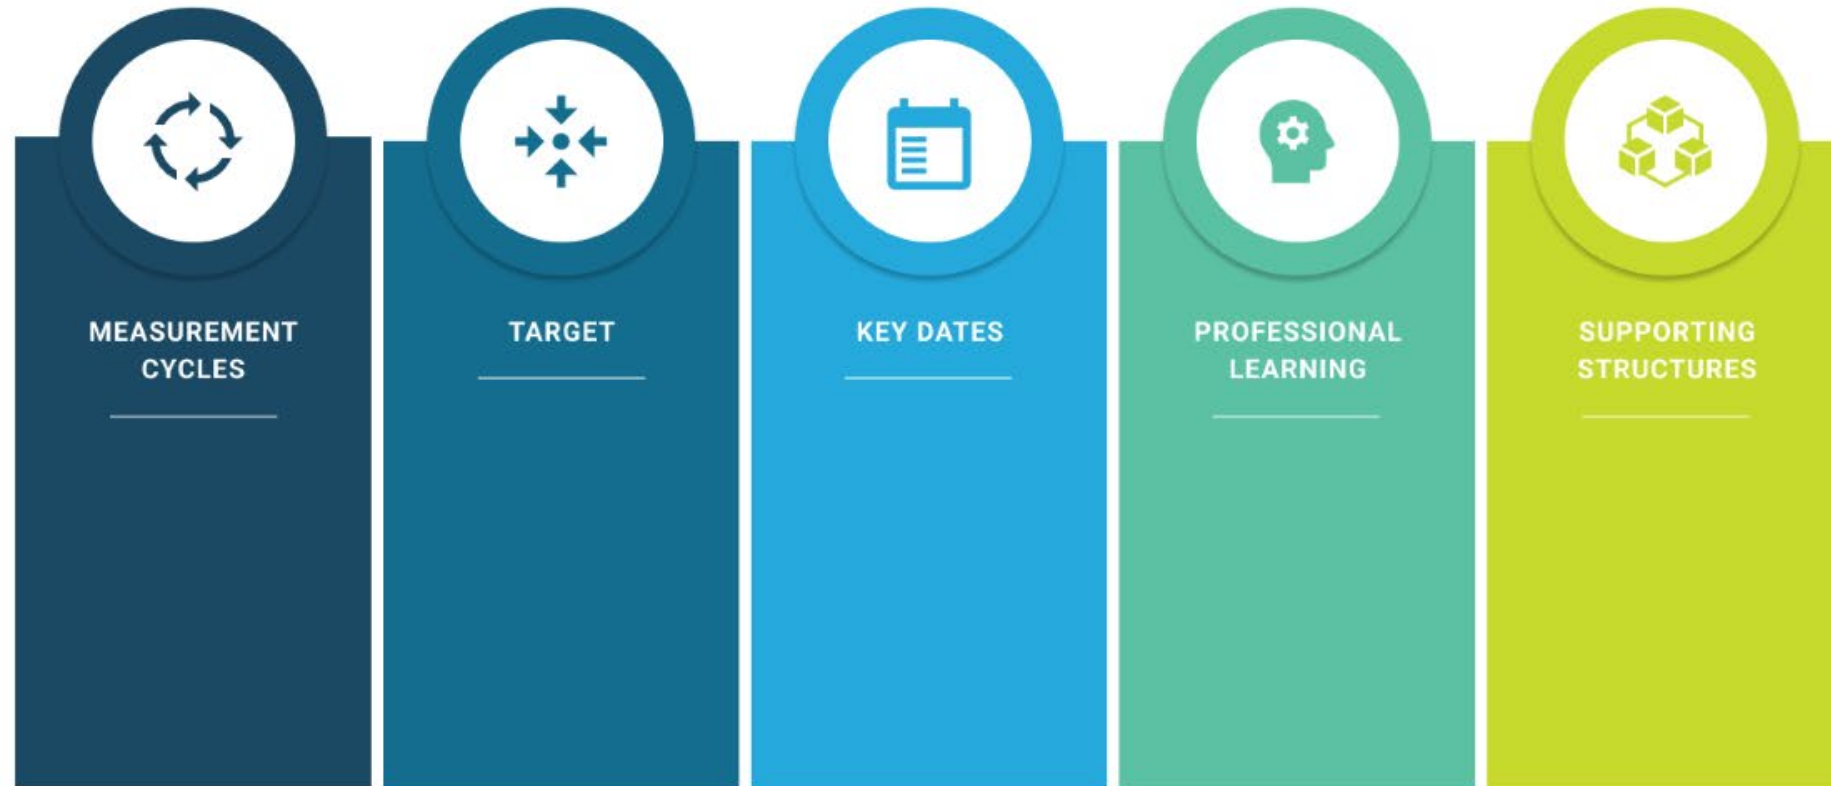 MEASUREMENT
CYCLES
TARGET
KEY DATES
PROFESSIONAL
LEARNING
SUPPORTING
STRUCTURES